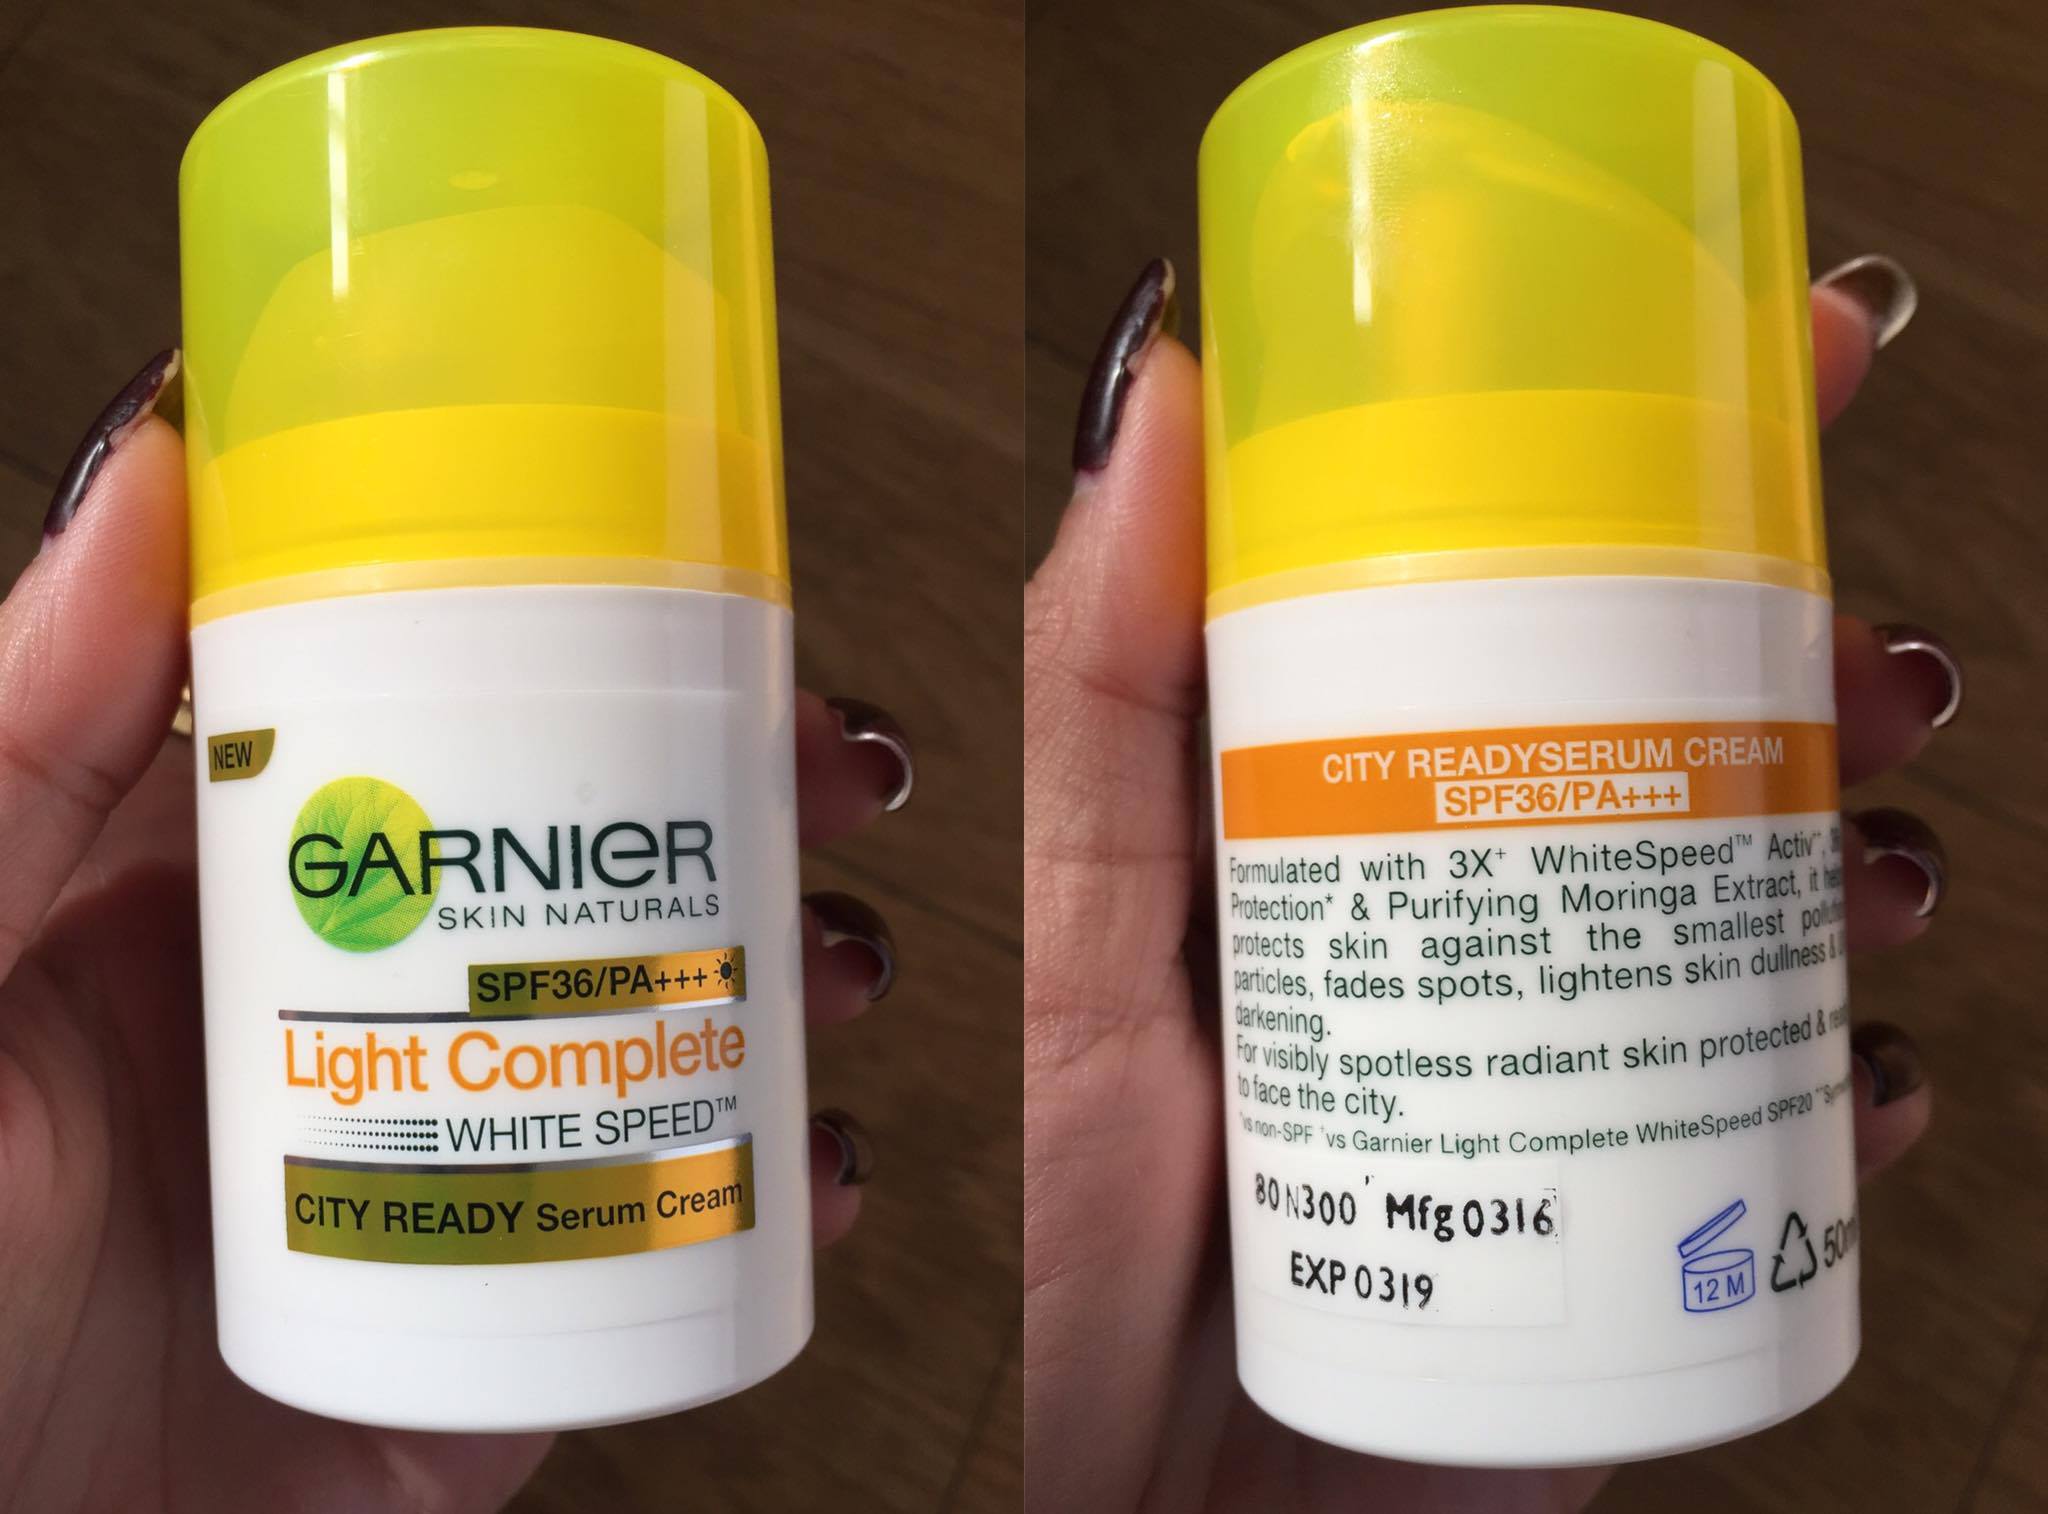 NEW
GARNIER
SKIN NATURALS
SPF36/PA+++
Light Complete
WHITE SPEED™
CITY READY Serum Cream
CITY READYSERUM CREAM
SPF36/PA+++
Formulated with 3X⁺ WhiteSpeed™ Activ
Protection* & Purifying Moringa Extract, it
protects skin against the smallest
particles, fades spots, lightens skin dullness &
darkening.
For visibly spotless radiant skin protected &
to face the city.
*vs non-SPF ⁺vs Garnier Light Complete WhiteSpeed SPF20
80N300 Mfg0316
EXP 0319
12 M